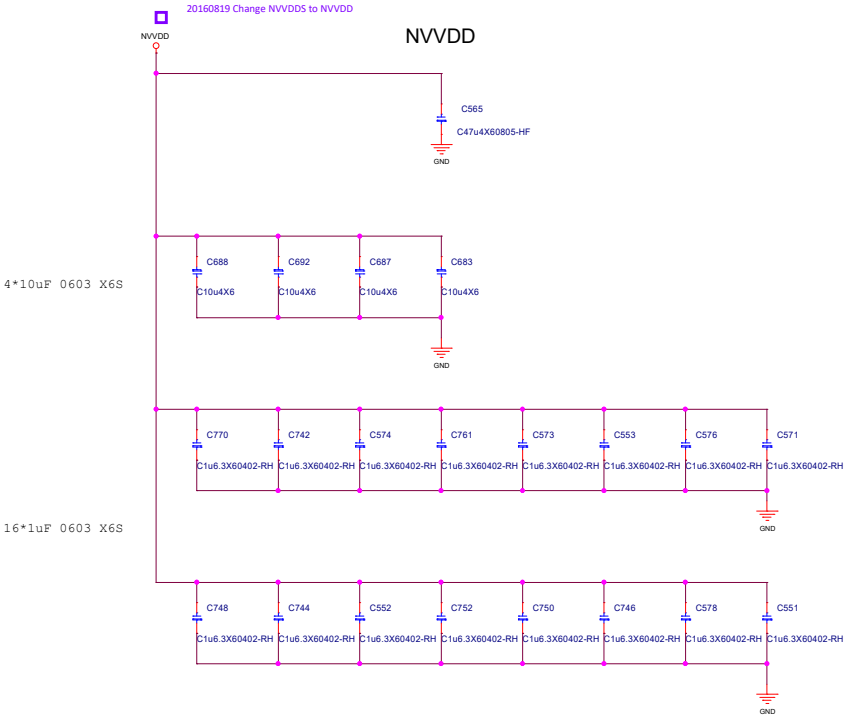 20160819 Change NVVDDS to NVVDD
NVVDD
NVVDD
C565
C47u4X60805-HF
GND
C688 C692 C687 C683
4*10uF 0603 X6S
C10u4X6 C10u4X6 C10u4X6 C10u4X6
GND
C770 C742 C574 C761 C573 C553 C576 C571
C1u6.3X60402-RH C1u6.3X60402-RH C1u6.3X60402-RH C1u6.3X60402-RH C1u6.3X60402-RH C1u6.3X60402-RH C1u6.3X60402-RH C1u6.3X60402-RH
GND
16*1uF 0603 X6S
C748 C744 C552 C752 C750 C746 C578 C551
C1u6.3X60402-RH C1u6.3X60402-RH C1u6.3X60402-RH C1u6.3X60402-RH C1u6.3X60402-RH C1u6.3X60402-RH C1u6.3X60402-RH C1u6.3X60402-RH
GND